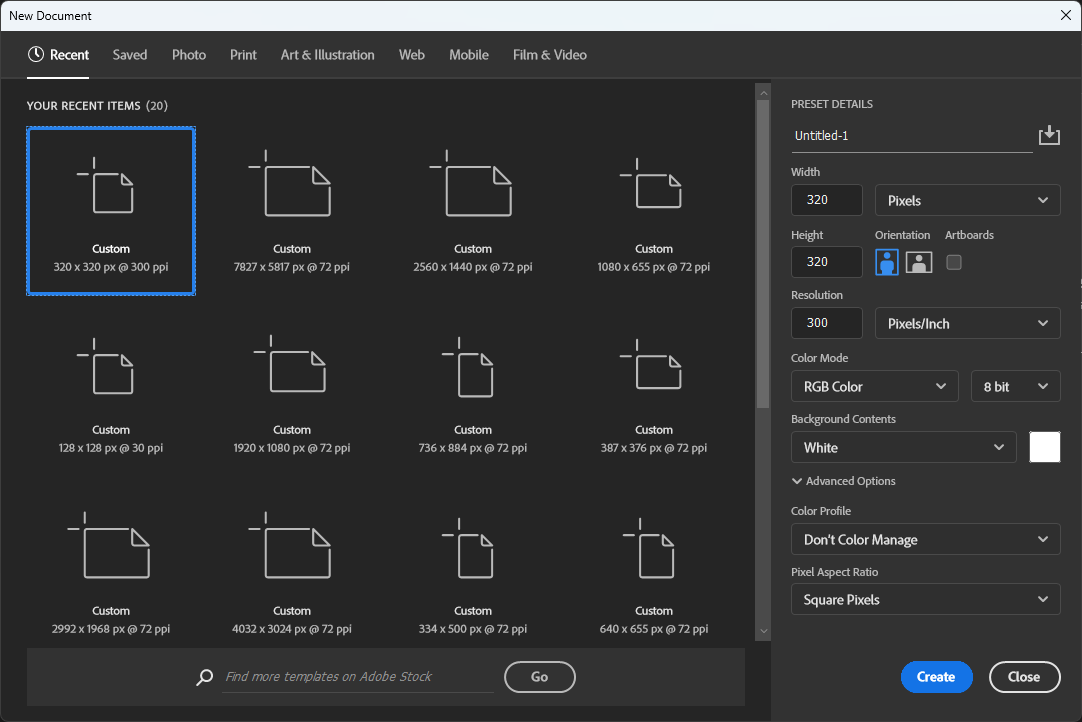 New Document
Recent Saved Photo Print Art & Illustration Web Mobile Film & Video
YOUR RECENT ITEMS (20)
Custom
320 x 320 px @ 300 ppi
Custom
7827 x 5817 px @ 72 ppi
Custom
2560 x 1440 px @ 72 ppi
Custom
1080 x 655 px @ 72 ppi
Custom
128 x 128 px @ 30 ppi
Custom
1920 x 1080 px @ 72 ppi
Custom
736 x 884 px @ 72 ppi
Custom
387 x 376 px @ 72 ppi
Custom
2992 x 1968 px @ 72 ppi
Custom
4032 x 3024 px @ 72 ppi
Custom
334 x 500 px @ 72 ppi
Custom
640 x 655 px @ 72 ppi
Find more templates on Adobe Stock
Go
PRESET DETAILS
Untitled-1
Width
320 Pixels
Height Orientation Artboards
320
Resolution
300 Pixels/Inch
Color Mode
RGB Color 8 bit
Background Contents
White
Advanced Options
Color Profile
Don't Color Manage
Pixel Aspect Ratio
Square Pixels
Create Close